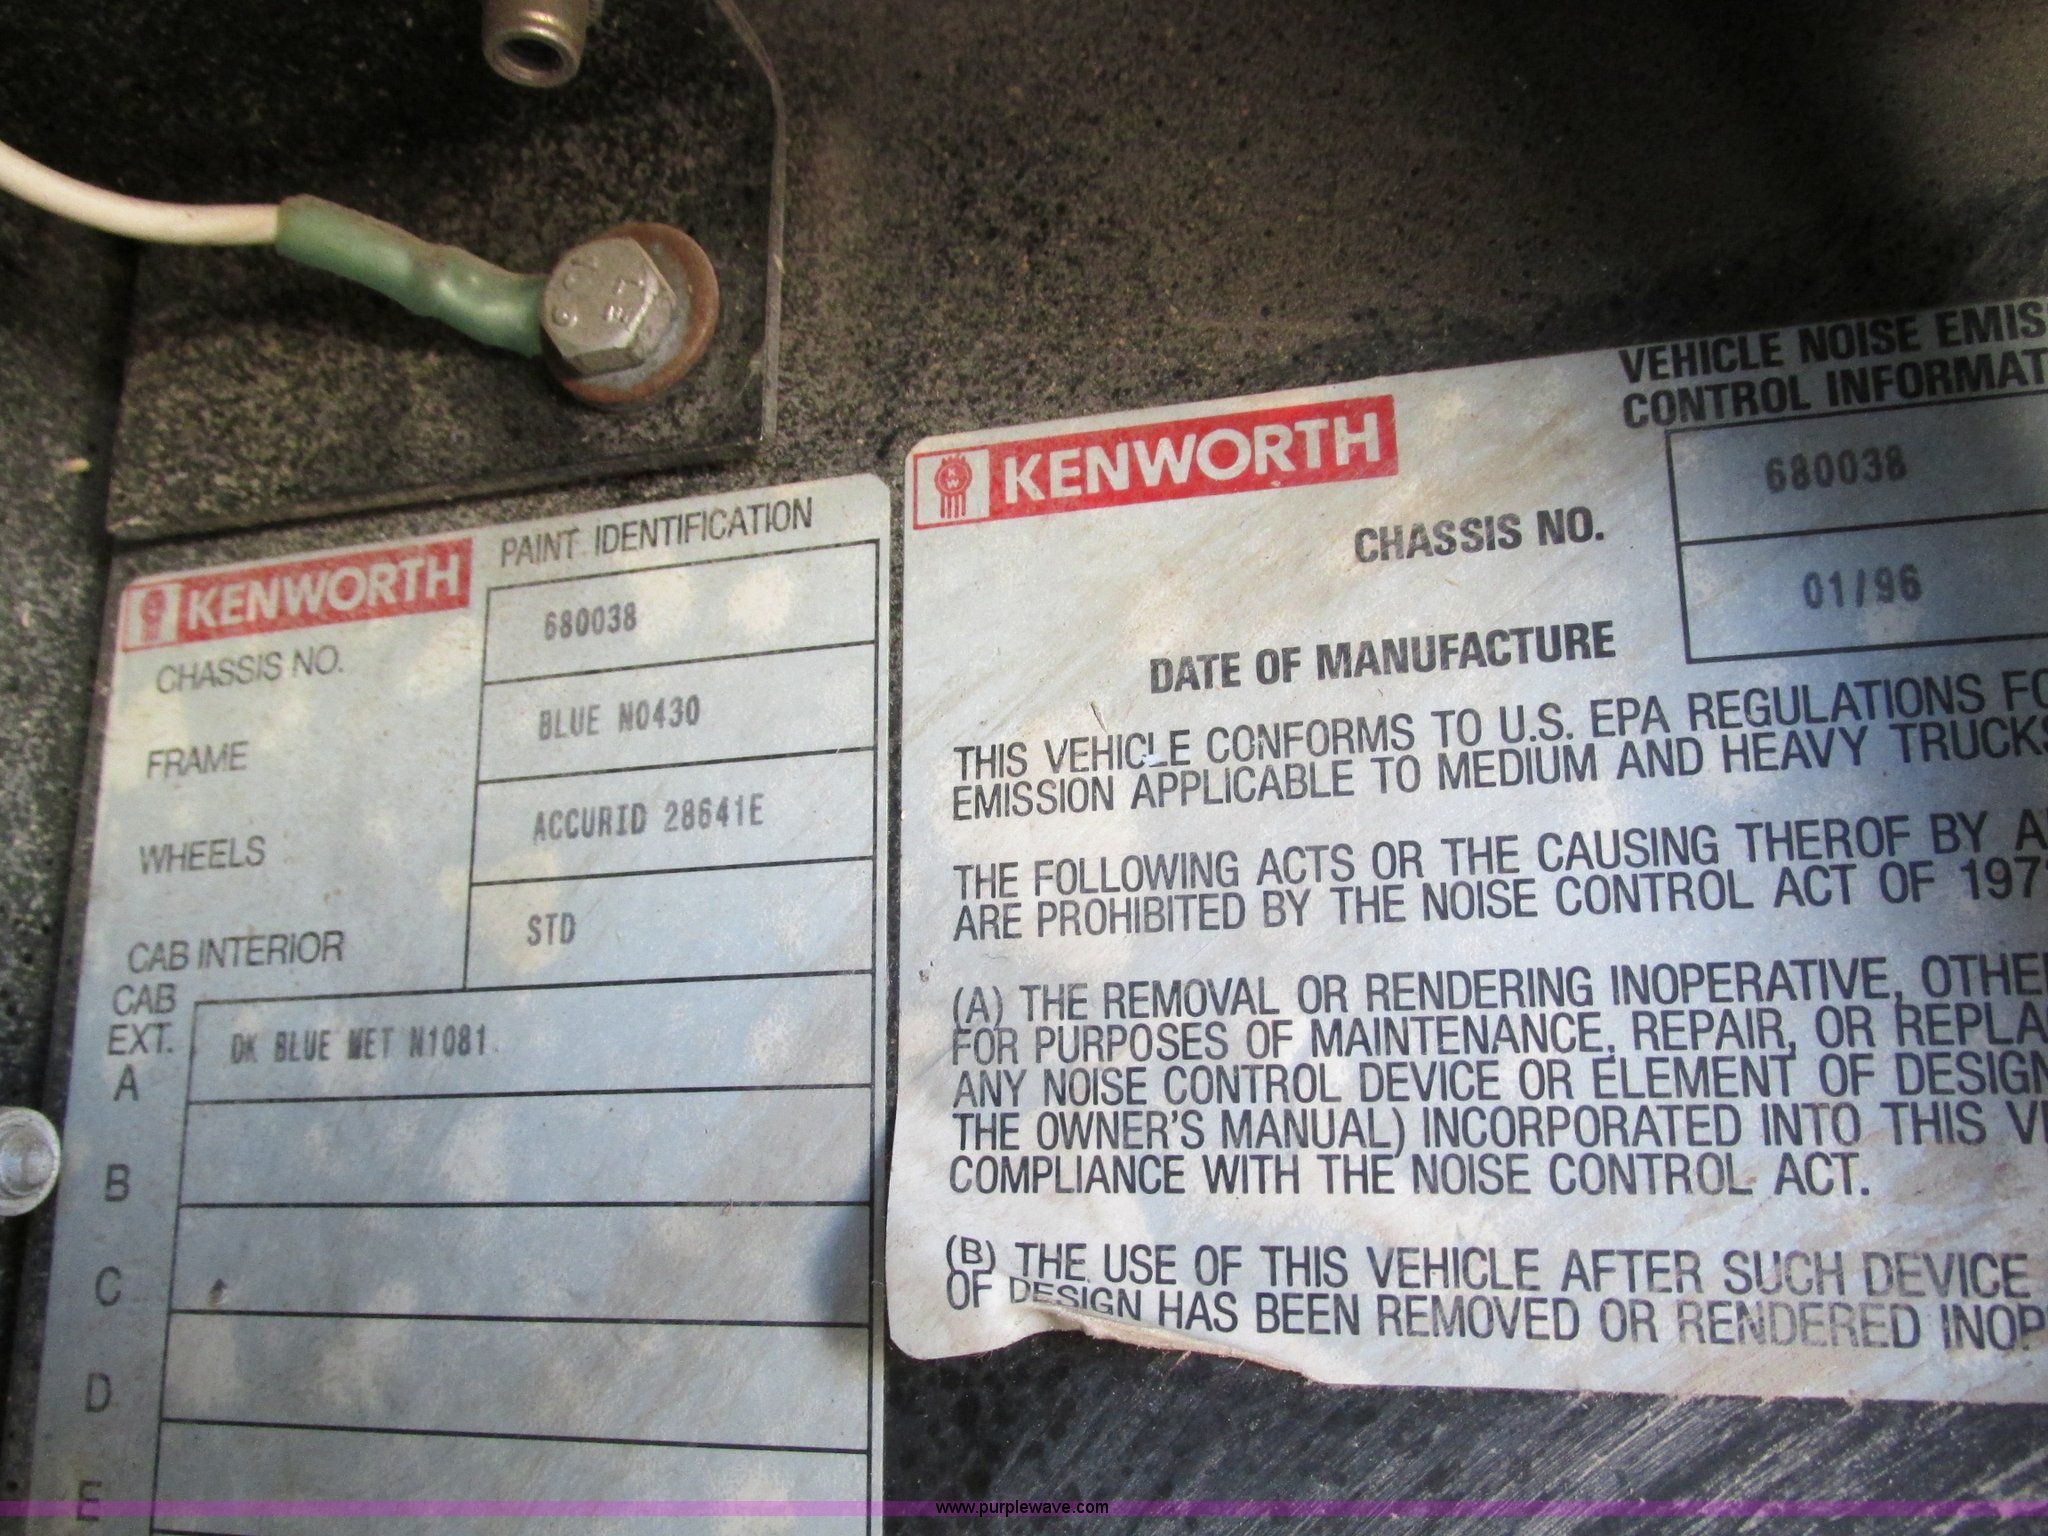 KENWORTH
PAINT IDENTIFICATION
CHASSIS NO.
680038
FRAME
BLUE N0430
WHEELS
ACCURID 28641E
CAB INTERIOR
STD
CAB
EXT.
A
DK BLUE MET N1081
B
C
D
E
KENWORTH
VEHICLE NOISE EMIS
CONTROL INFORMAT
CHASSIS NO.
680038
DATE OF MANUFACTURE
01/96
THIS VEHICLE CONFORMS TO U.S. EPA REGULATIONS FO
EMISSION APPLICABLE TO MEDIUM AND HEAVY TRUCKS
THE FOLLOWING ACTS OR THE CAUSING THEROF BY A
ARE PROHIBITED BY THE NOISE CONTROL ACT OF 197
(A) THE REMOVAL OR RENDERING INOPERATIVE, OTHE
FOR PURPOSES OF MAINTENANCE, REPAIR, OR REPLA
ANY NOISE CONTROL DEVICE OR ELEMENT OF DESIGN
THE OWNER'S MANUAL) INCORPORATED INTO THIS V
COMPLIANCE WITH THE NOISE CONTROL ACT.
(B) THE USE OF THIS VEHICLE AFTER SUCH DEVICE
OF DESIGN HAS BEEN REMOVED OR RENDERED INOP
www.purplewave.com